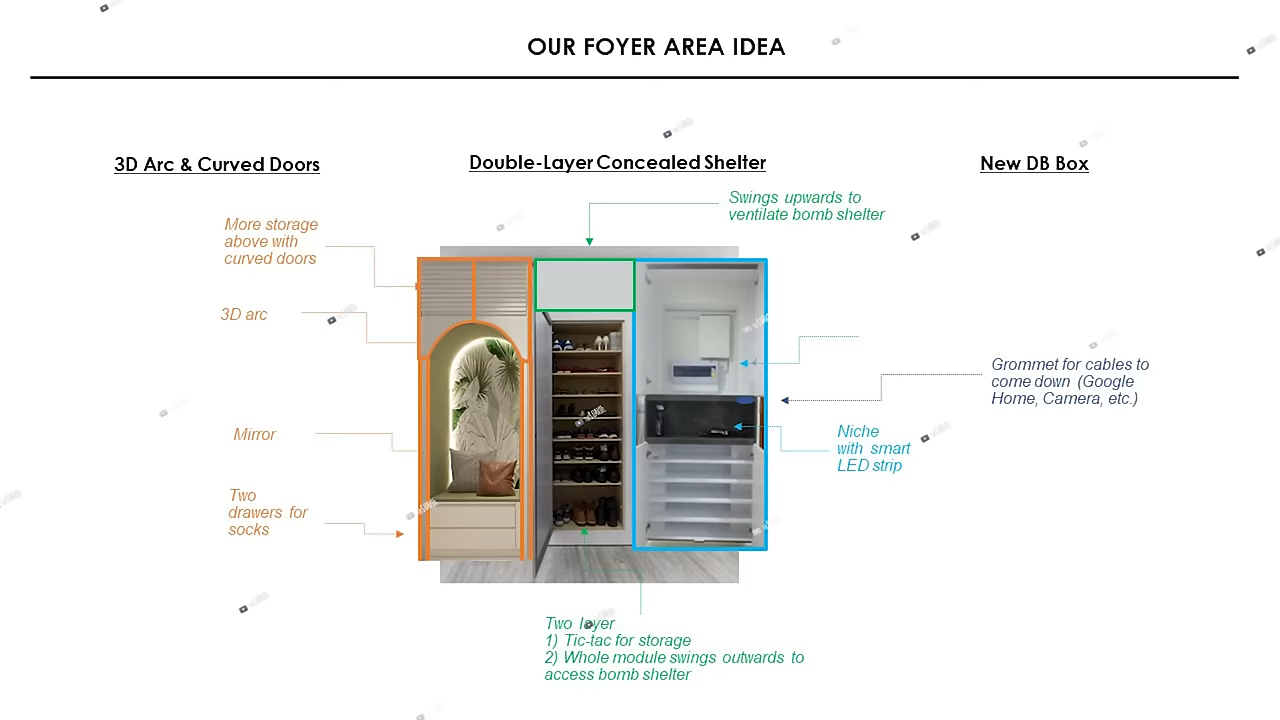 OUR FOYER AREA IDEA
3D Arc & Curved Doors
Double-Layer Concealed Shelter
New DB Box
Swings upwards to
ventilate bomb shelter
More storage
above with
curved doors
3D arc
Mirror
Two
drawers for
socks
Grommet for cables to
come down (Google
Home, Camera, etc.)
Niche
with smart
LED strip
Two layer
1) Tic-tac for storage
2) Whole module swings outwards to
access bomb shelter